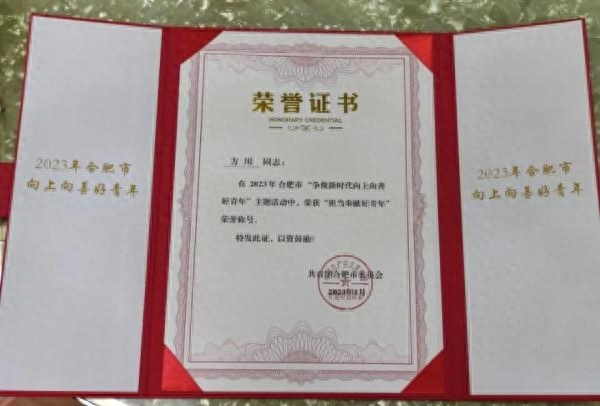 2023年合肥市
向上向善好青年
荣誉证书
HONORARY CREDENTIAL
方川 同志：
在 2023 年合肥市“争做新时代向上向善
好青年”主题活动中，荣获“担当奉献好青年”
荣誉称号。
特发此证，以资鼓励！
共青团合肥市委员会
2023年5月
2023年合肥市
向上向善好青年